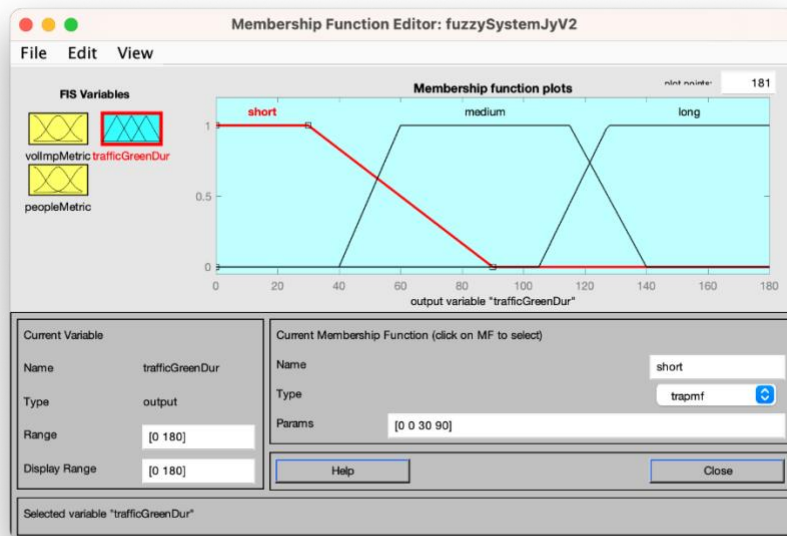 Membership Function Editor: fuzzySystemJyV2
File Edit View
FIS Variables
volImpMetric trafficGreenDur
peopleMetric
Membership function plots
plot points: 181
short medium long
1
0.5
0
0 20 40 60 80 100 120 140 160 180
output variable "trafficGreenDur"
Current Variable
Name trafficGreenDur
Type output
Range [0 180]
Display Range [0 180]
Current Membership Function (click on MF to select)
Name short
Type trapmf
Params [0 0 30 90]
Help Close
Selected variable "trafficGreenDur"